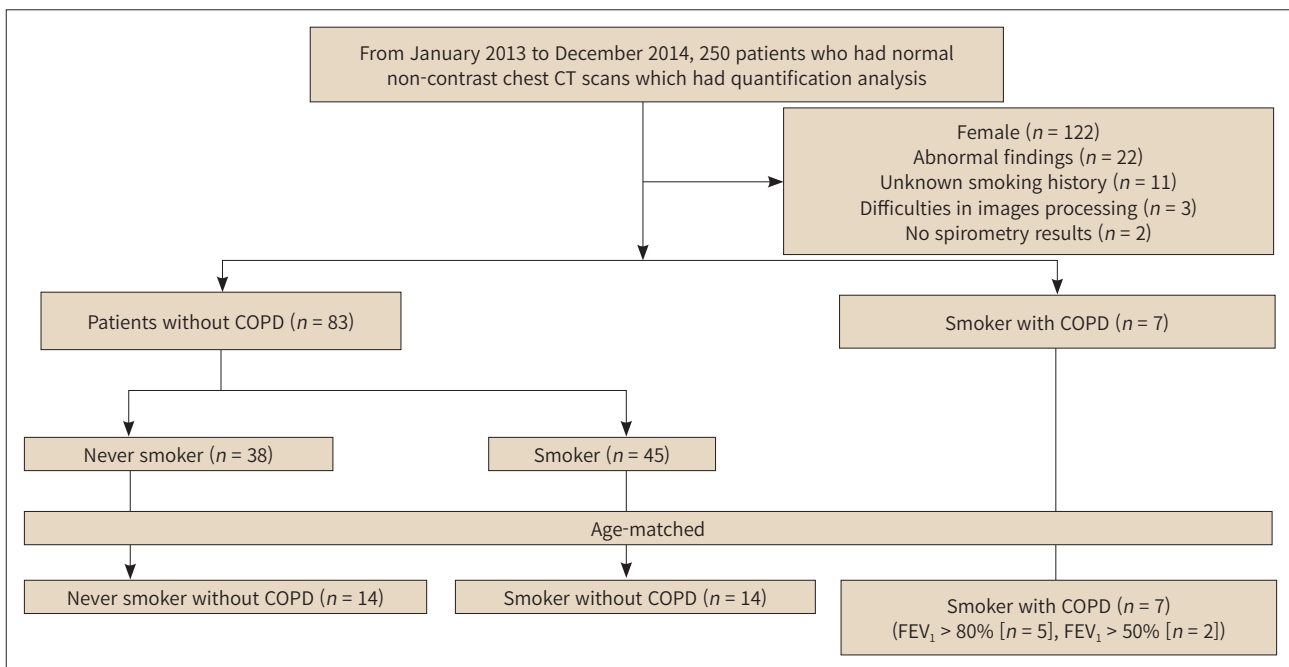 From January 2013 to December 2014, 250 patients who had normal
non-contrast chest CT scans which had quantification analysis
Female (n = 122)
Abnormal findings (n = 22)
Unknown smoking history (n = 11)
Difficulties in images processing (n = 3)
No spirometry results (n = 2)
Patients without COPD (n = 83)
Smoker with COPD (n = 7)
Never smoker (n = 38)
Smoker (n = 45)
Age-matched
Never smoker without COPD (n = 14)
Smoker without COPD (n = 14)
Smoker with COPD (n = 7)
(FEV₁ > 80% [n = 5], FEV₁ > 50% [n = 2])